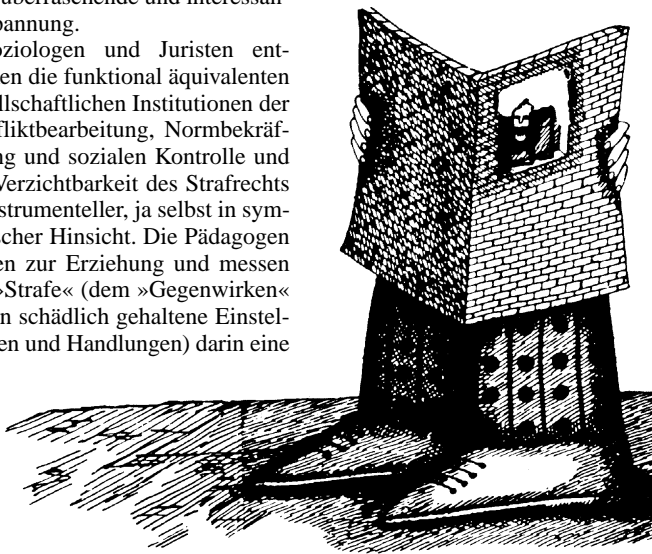 überraschende und interessan-
pannung.
oziologen und Juristen ent-
en die funktional äquivalenten
llschaftlichen Institutionen der
fliktbearbeitung, Normbekräf-
ng und sozialen Kontrolle und
Verzichtbarkeit des Strafrechts
strumenteller, ja selbst in sym-
scher Hinsicht. Die Pädagogen
en zur Erziehung und messen
»Strafe« (dem »Gegenwirken«
n schädlich gehaltene Einstel-
en und Handlungen) darin eine